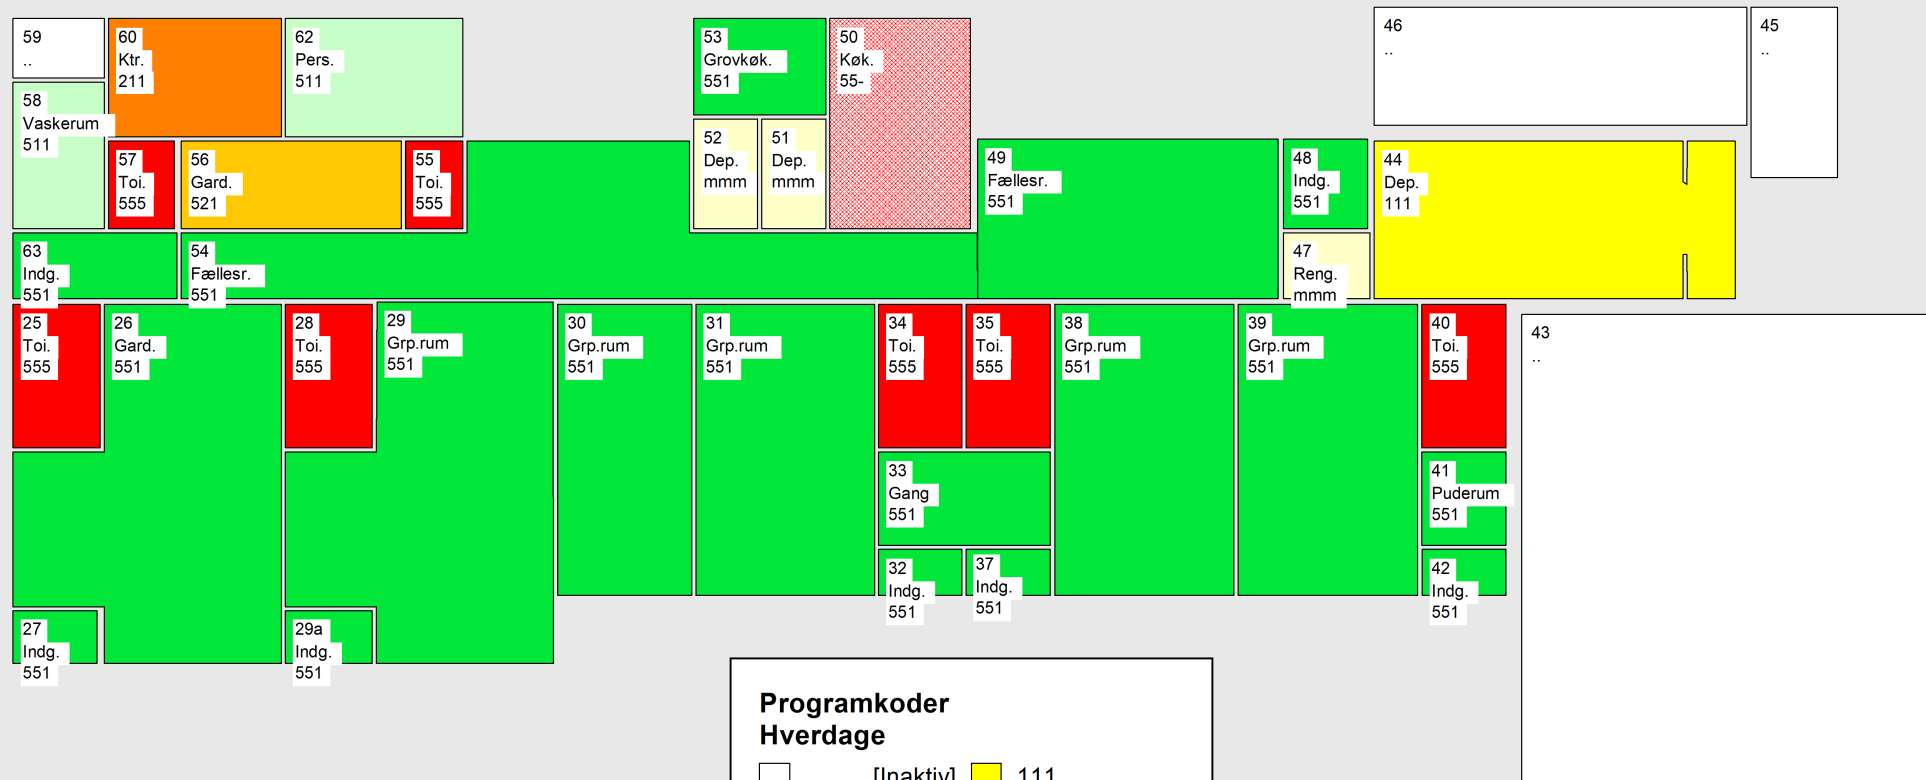 59
..
60
Ktr.
211
62
Pers.
511
53
Grovkøk.
551
50
Køk.
55-
46
..
45
..
58
Vaskerum
511
57
Toi.
555
56
Gard.
521
55
Toi.
555
52
Dep.
mmm
51
Dep.
mmm
49
Fællesr.
551
48
Indg.
551
44
Dep.
111
63
Indg.
551
54
Fællesr.
551
47
Reng.
mmm
25
Toi.
555
26
Gard.
551
28
Toi.
555
29
Grp.rum
551
30
Grp.rum
551
31
Grp.rum
551
34
Toi.
555
35
Toi.
555
38
Grp.rum
551
39
Grp.rum
551
40
Toi.
555
43
..
33
Gang
551
41
Puderum
551
32
Indg.
551
37
Indg.
551
42
Indg.
551
27
Indg.
551
29a
Indg.
551
Programkoder
Hverdage
[Inaktiv] 111